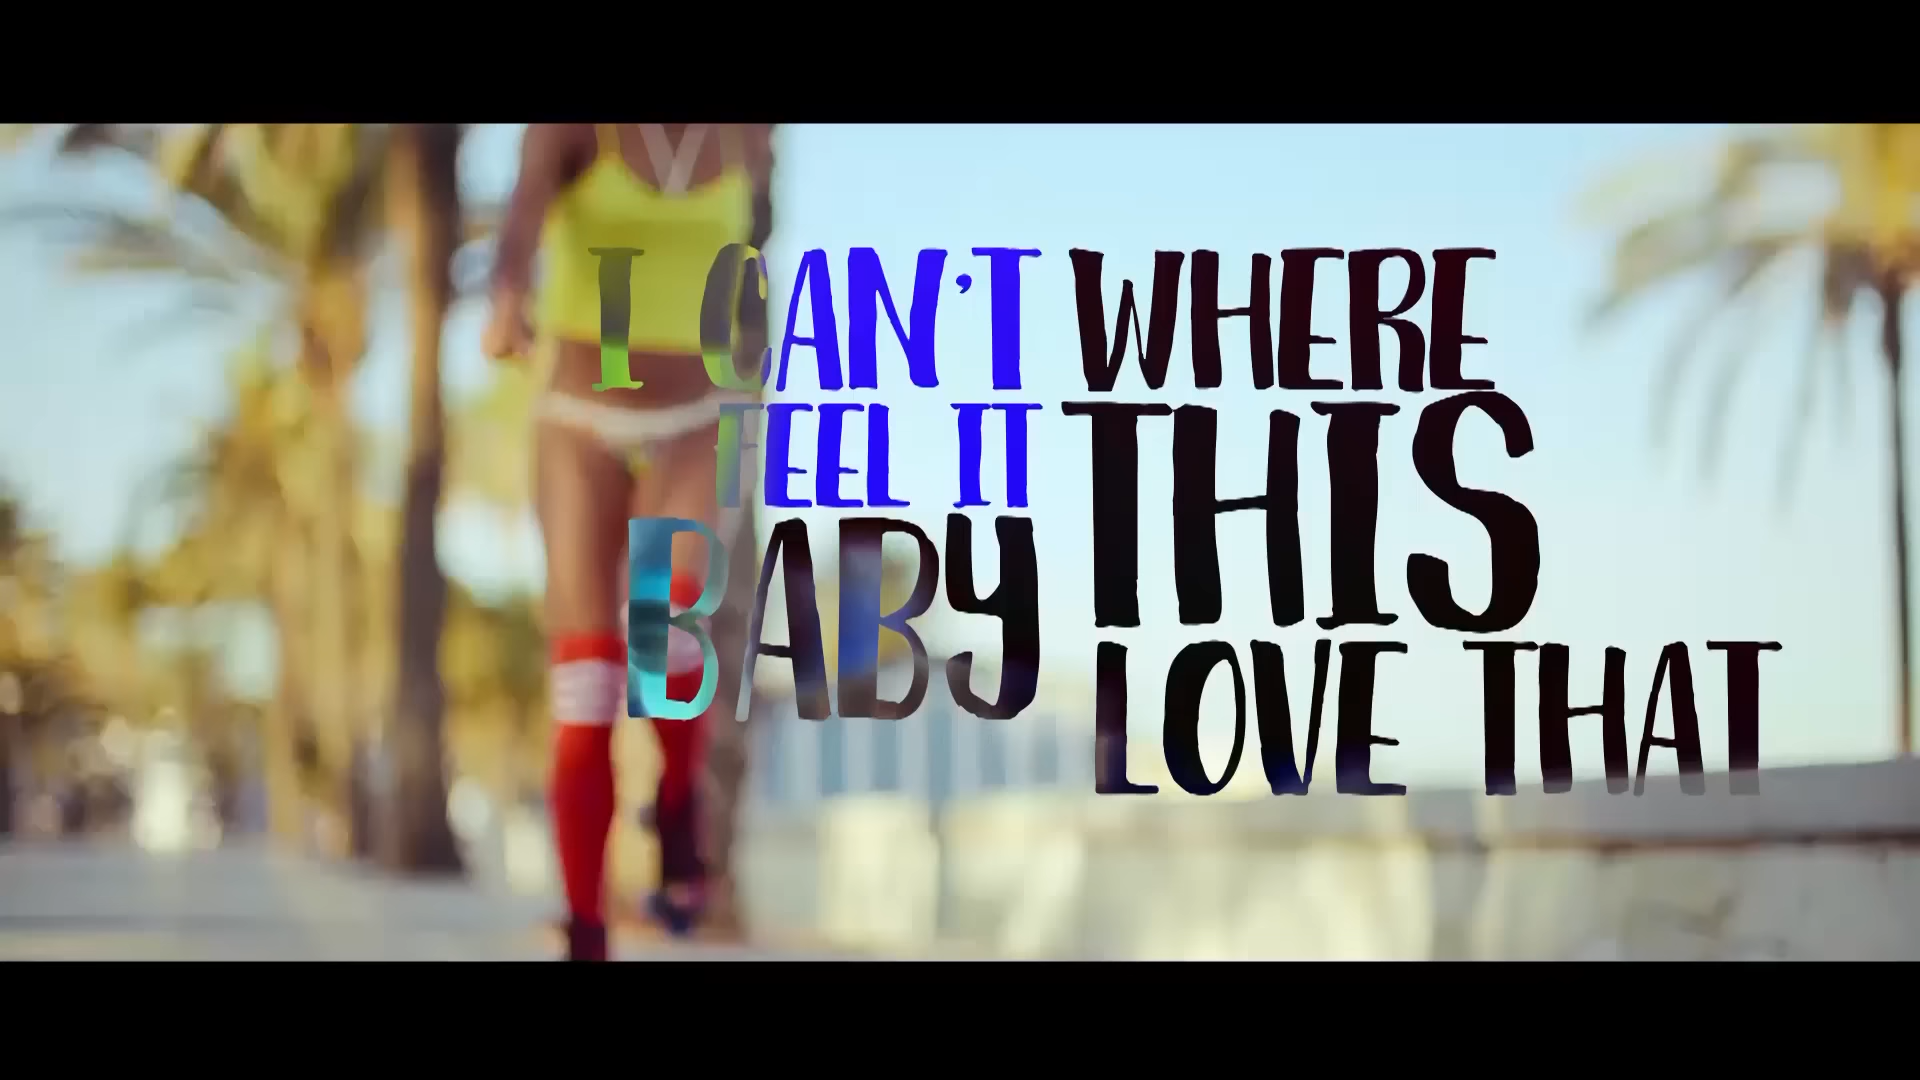 I CAN'T
FEEL IT
BABY
WHERE
THIS
LOVE THAT